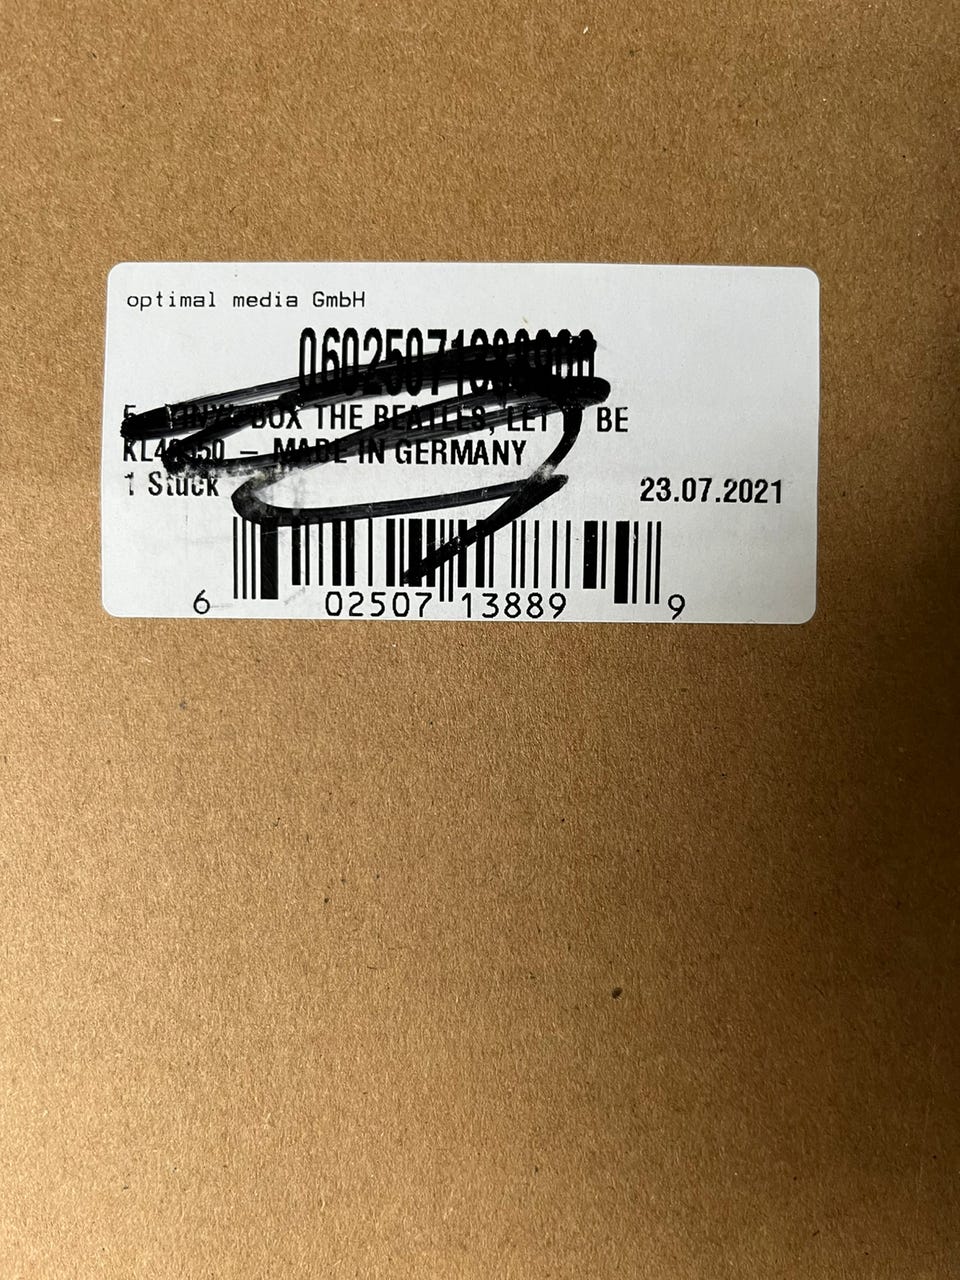 optimal media GmbH
BOX THE BEATLES, LET BE
– MADE IN GERMANY
1 Stück 23.07.2021
6 02507 13889 9